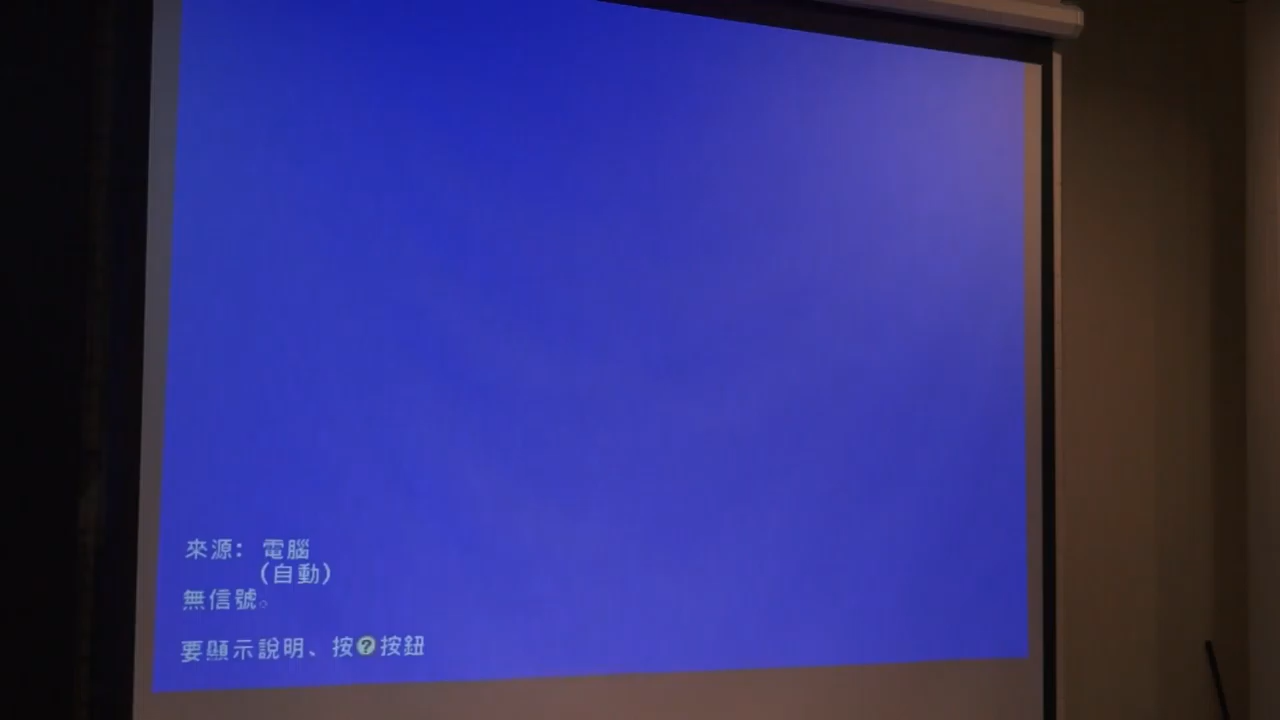 來源: 電腦
(自動)
無信號。
要顯示說明、按?按鈕